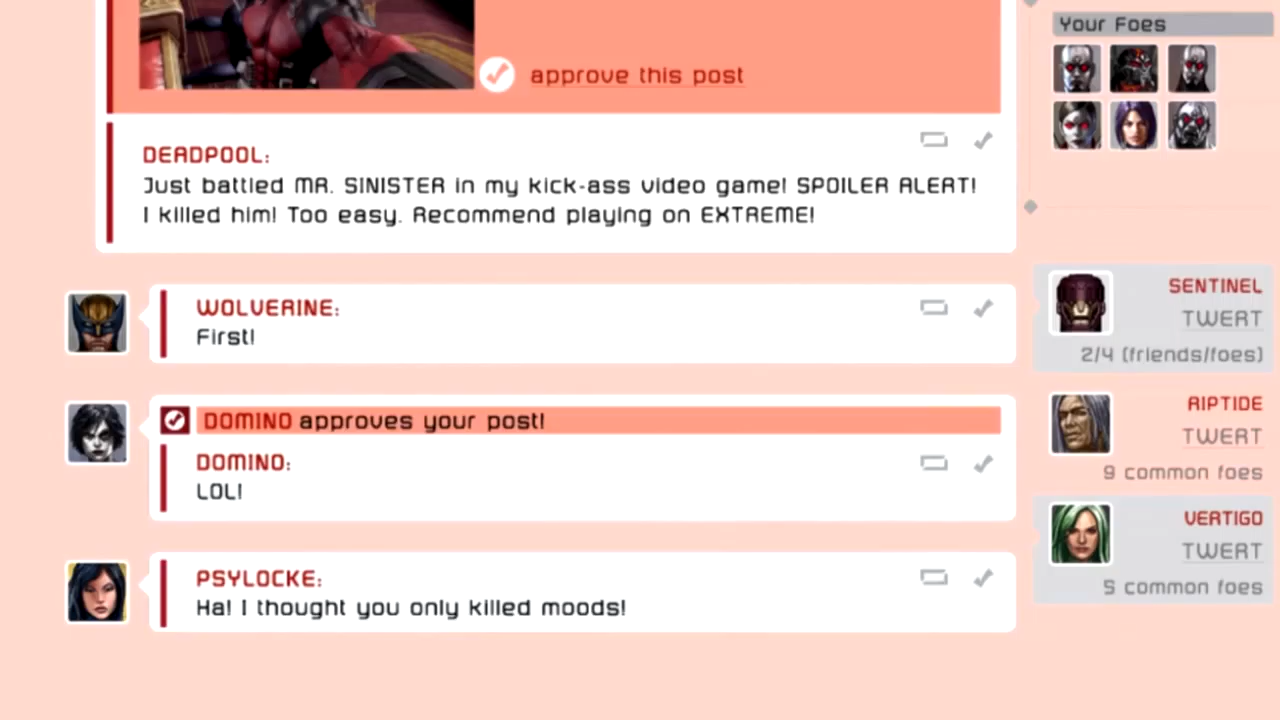 approve this post
DEADPOOL:
Just battled MR. SINISTER in my kick-ass video game! SPOILER ALERT!
I killed him! Too easy. Recommend playing on EXTREME!
WOLVERINE:
First!
DOMINO approves your post!
DOMINO:
LOL!
PSYLOCKE:
Ha! I thought you only killed moods!
Your Foes
SENTINEL
TWERT
2/4 (friends/foes)
RIPTIDE
TWERT
9 common foes
VERTIGO
TWERT
5 common foes